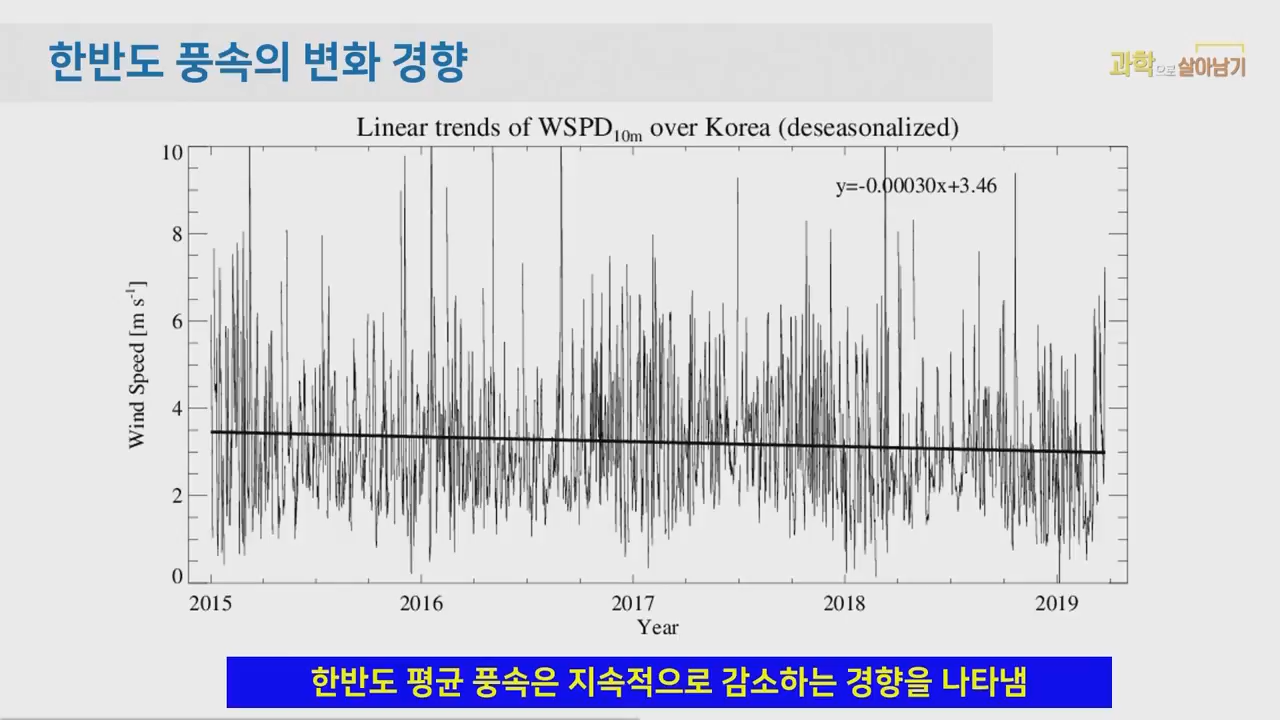 한반도 풍속의 변화 경향
과학으로 살아남기
Linear trends of WSPD10m over Korea (deseasonalized)
y=-0.00030x+3.46
Wind Speed [m s-1]
10
8
6
4
2
0
2015 2016 2017 2018 2019
Year
한반도 평균 풍속은 지속적으로 감소하는 경향을 나타냄